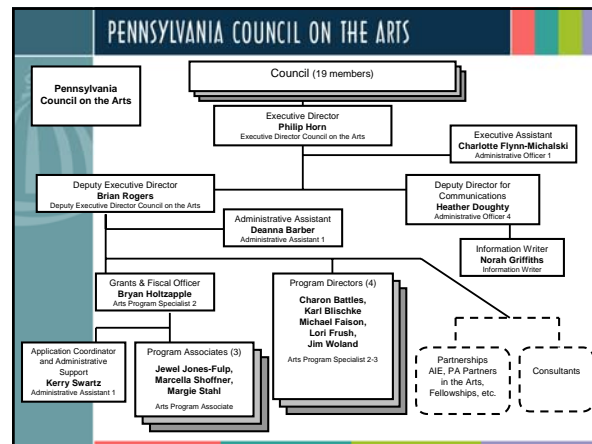 PENNSYLVANIA COUNCIL ON THE ARTS
Pennsylvania
Council on the Arts
Council (19 members)
Executive Director
Philip Horn
Executive Director Council on the Arts
Executive Assistant
Charlotte Flynn-Michalski
Administrative Officer 1
Deputy Executive Director
Brian Rogers
Deputy Executive Director Council on the Arts
Deputy Director for
Communications
Heather Doughty
Administrative Officer 4
Administrative Assistant
Deanna Barber
Administrative Assistant 1
Information Writer
Norah Griffiths
Information Writer
Grants & Fiscal Officer
Bryan Holtzapple
Arts Program Specialist 2
Program Directors (4)
Charon Battles,
Karl Blischke
Michael Faison,
Lori Frush,
Jim Woland
Arts Program Specialist 2-3
Application Coordinator
and Administrative
Support
Kerry Swartz
Administrative Assistant 1
Program Associates (3)
Jewel Jones-Fulp,
Marcella Shoffner,
Margie Stahl
Arts Program Associate
Partnerships
AIE, PA Partners
in the Arts,
Fellowships, etc.
Consultants